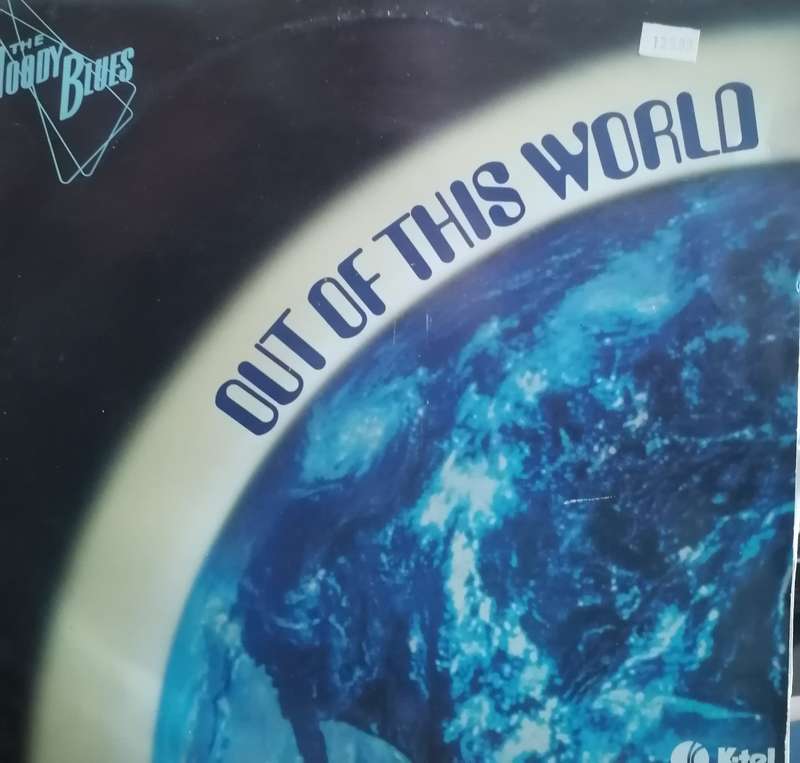 THE
MOODY
BLUES
OUT OF THIS WORLD
K-tel